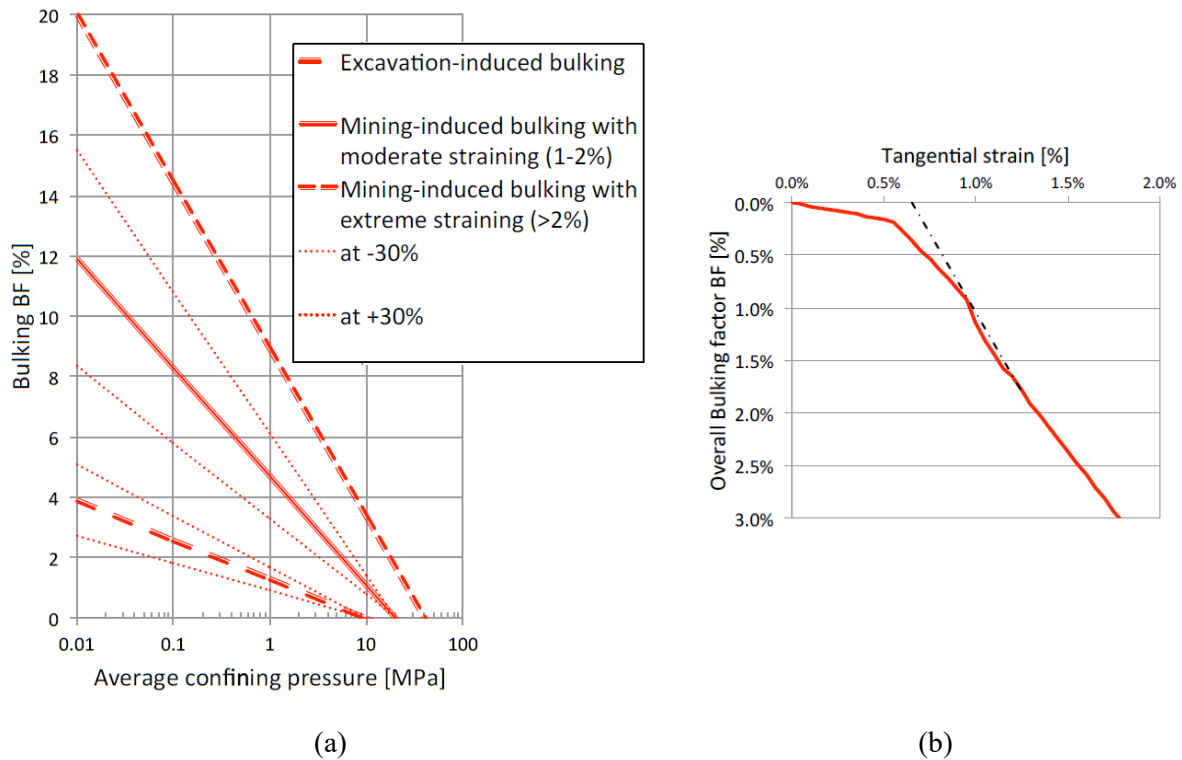 20
18
16
14
12
10
8
6
4
2
0
Bulking BF [%]
0.01 0.1 1 10 100
Average confining pressure [MPa]
Excavation-induced bulking
Mining-induced bulking with
moderate straining (1-2%)
Mining-induced bulking with
extreme straining (>2%)
at -30%
at +30%
(a)
Tangential strain [%]
0.0% 0.5% 1.0% 1.5% 2.0%
0.0%
0.5%
1.0%
1.5%
2.0%
2.5%
3.0%
Overall Bulking factor BF [%]
(b)